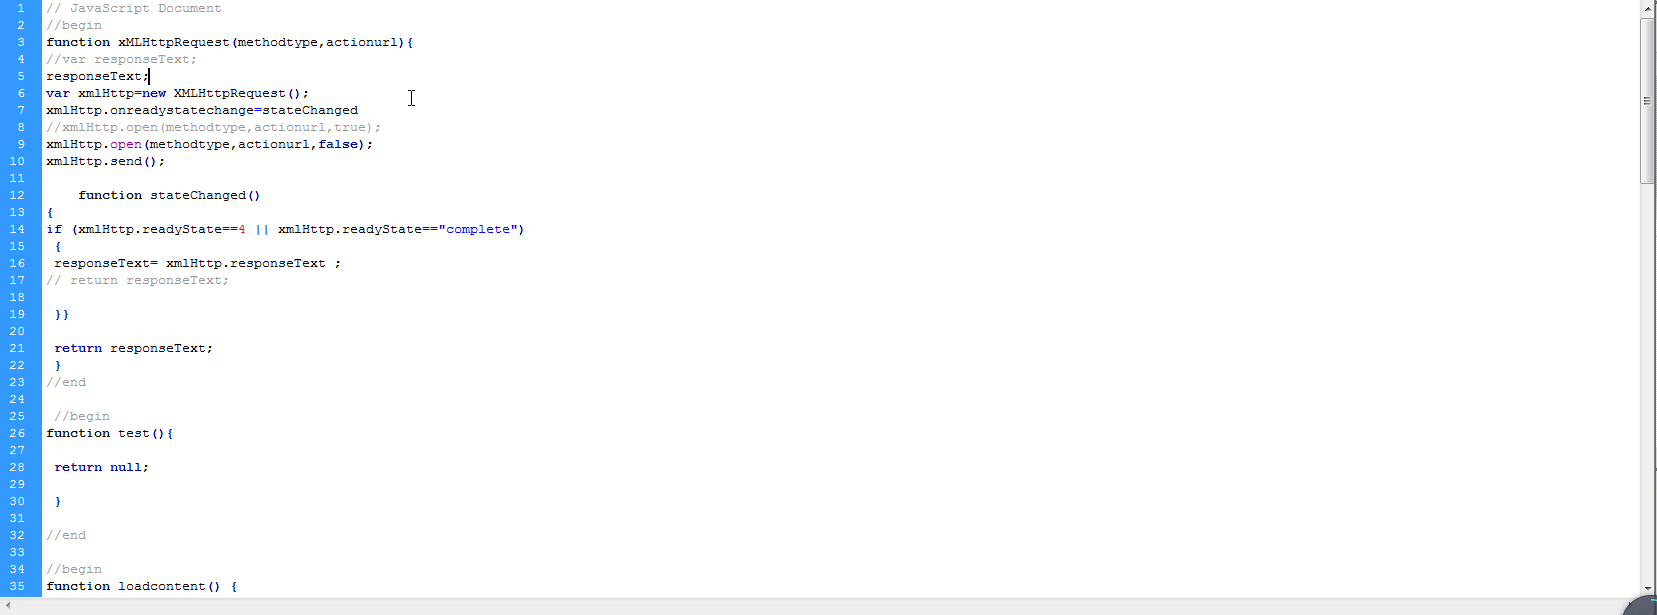 1 // JavaScript Document
2 //begin
3 function xMLHttpRequest(methodtype,actionurl){
4 //var responseText;
5 responseText;
6 var xmlHttp=new XMLHttpRequest();
7 xmlHttp.onreadystatechange=stateChanged
8 //xmlHttp.open(methodtype,actionurl,true);
9 xmlHttp.open(methodtype,actionurl,false);
10 xmlHttp.send();
11
12 function stateChanged()
13 {
14 if (xmlHttp.readyState==4 || xmlHttp.readyState=="complete")
15 {
16 responseText= xmlHttp.responseText ;
17 // return responseText;
18
19 }}
20
21 return responseText;
22 }
23 //end
24
25 //begin
26 function test(){
27
28 return null;
29
30 }
31
32 //end
33
34 //begin
35 function loadcontent() {